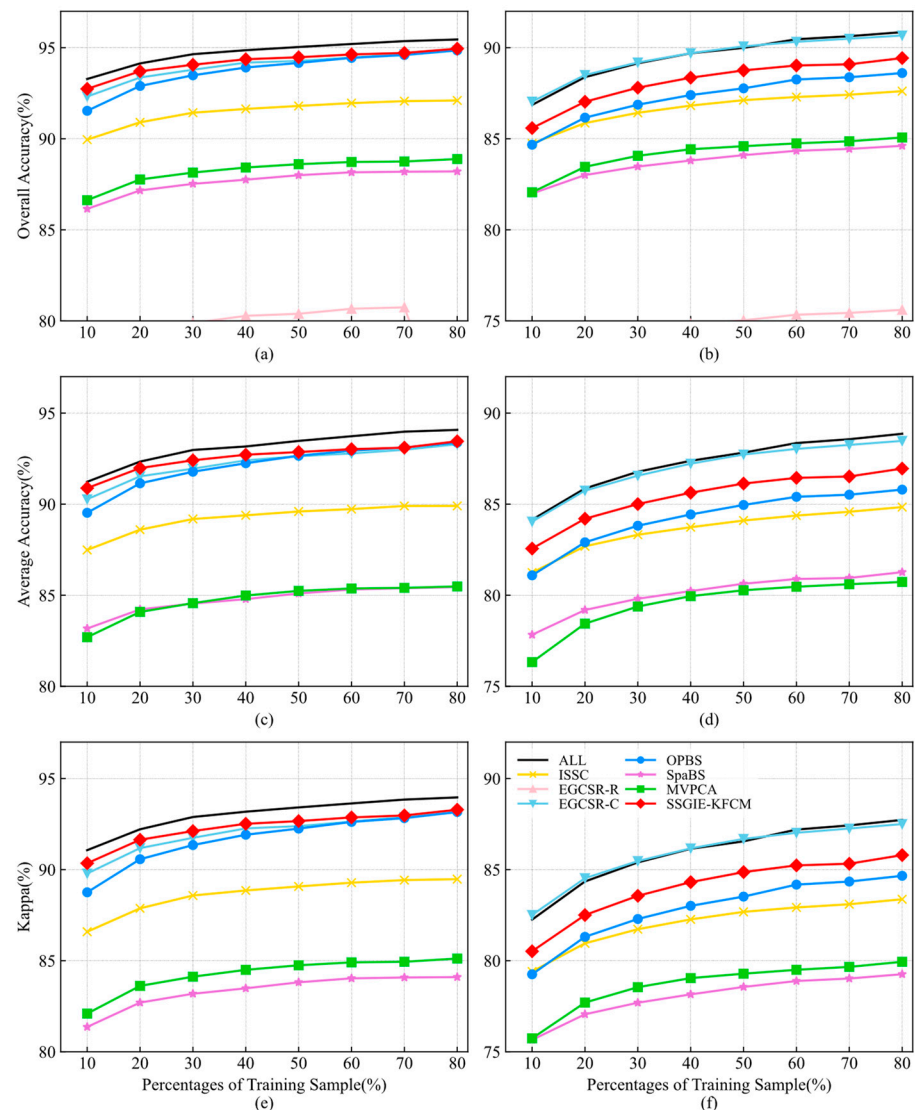 95
90
85
80
Overall Accuracy(%)
10 20 30 40 50 60 70 80
(a)
90
85
80
75
10 20 30 40 50 60 70 80
(b)
95
90
85
80
Average Accuracy(%)
10 20 30 40 50 60 70 80
(c)
90
85
80
75
10 20 30 40 50 60 70 80
(d)
95
90
85
80
Kappa(%)
10 20 30 40 50 60 70 80
Percentages of Training Sample(%)
(e)
ALL OPBS
ISSC SpaBS
EGCSR-R MVPCA
EGCSR-C SSGIE-KFCM
90
85
80
75
10 20 30 40 50 60 70 80
Percentages of Training Sample(%)
(f)